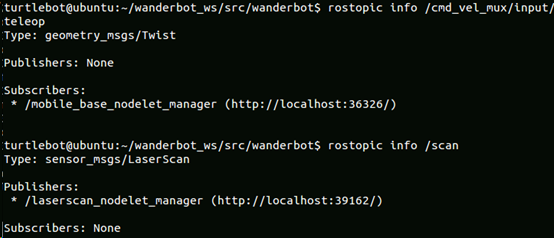 turtlebot@ubuntu:~/wanderbot_ws/src/wanderbot$ rostopic info /cmd_vel_mux/input/
teleop
Type: geometry_msgs/Twist
Publishers: None
Subscribers:
 * /mobile_base_nodelet_manager (http://localhost:36326/)
turtlebot@ubuntu:~/wanderbot_ws/src/wanderbot$ rostopic info /scan
Type: sensor_msgs/LaserScan
Publishers:
 * /laserscan_nodelet_manager (http://localhost:39162/)
Subscribers: None